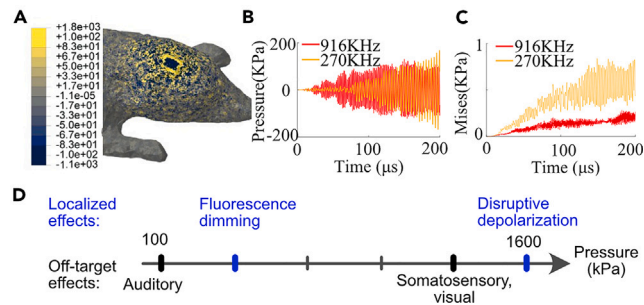 A
+1.8e+03
+1.0e+02
+8.3e+01
+6.7e+01
+5.0e+01
+3.3e+01
+1.7e+01
-1.1e-05
-1.7e+01
-3.3e+01
-5.0e+01
-6.7e+01
-8.3e+01
-1.0e+02
-1.1e+03
B
916KHz
270KHz
Pressure(KPa)
200
0
-200
0
100
200
Time (μs)
C
916KHz
270KHz
Mises(KPa)
1
0
0
100
200
Time (μs)
D
Localized effects:
Fluorescence dimming
Disruptive depolarization
100
1600
Pressure (kPa)
Off-target effects:
Auditory
Somatosensory, visual